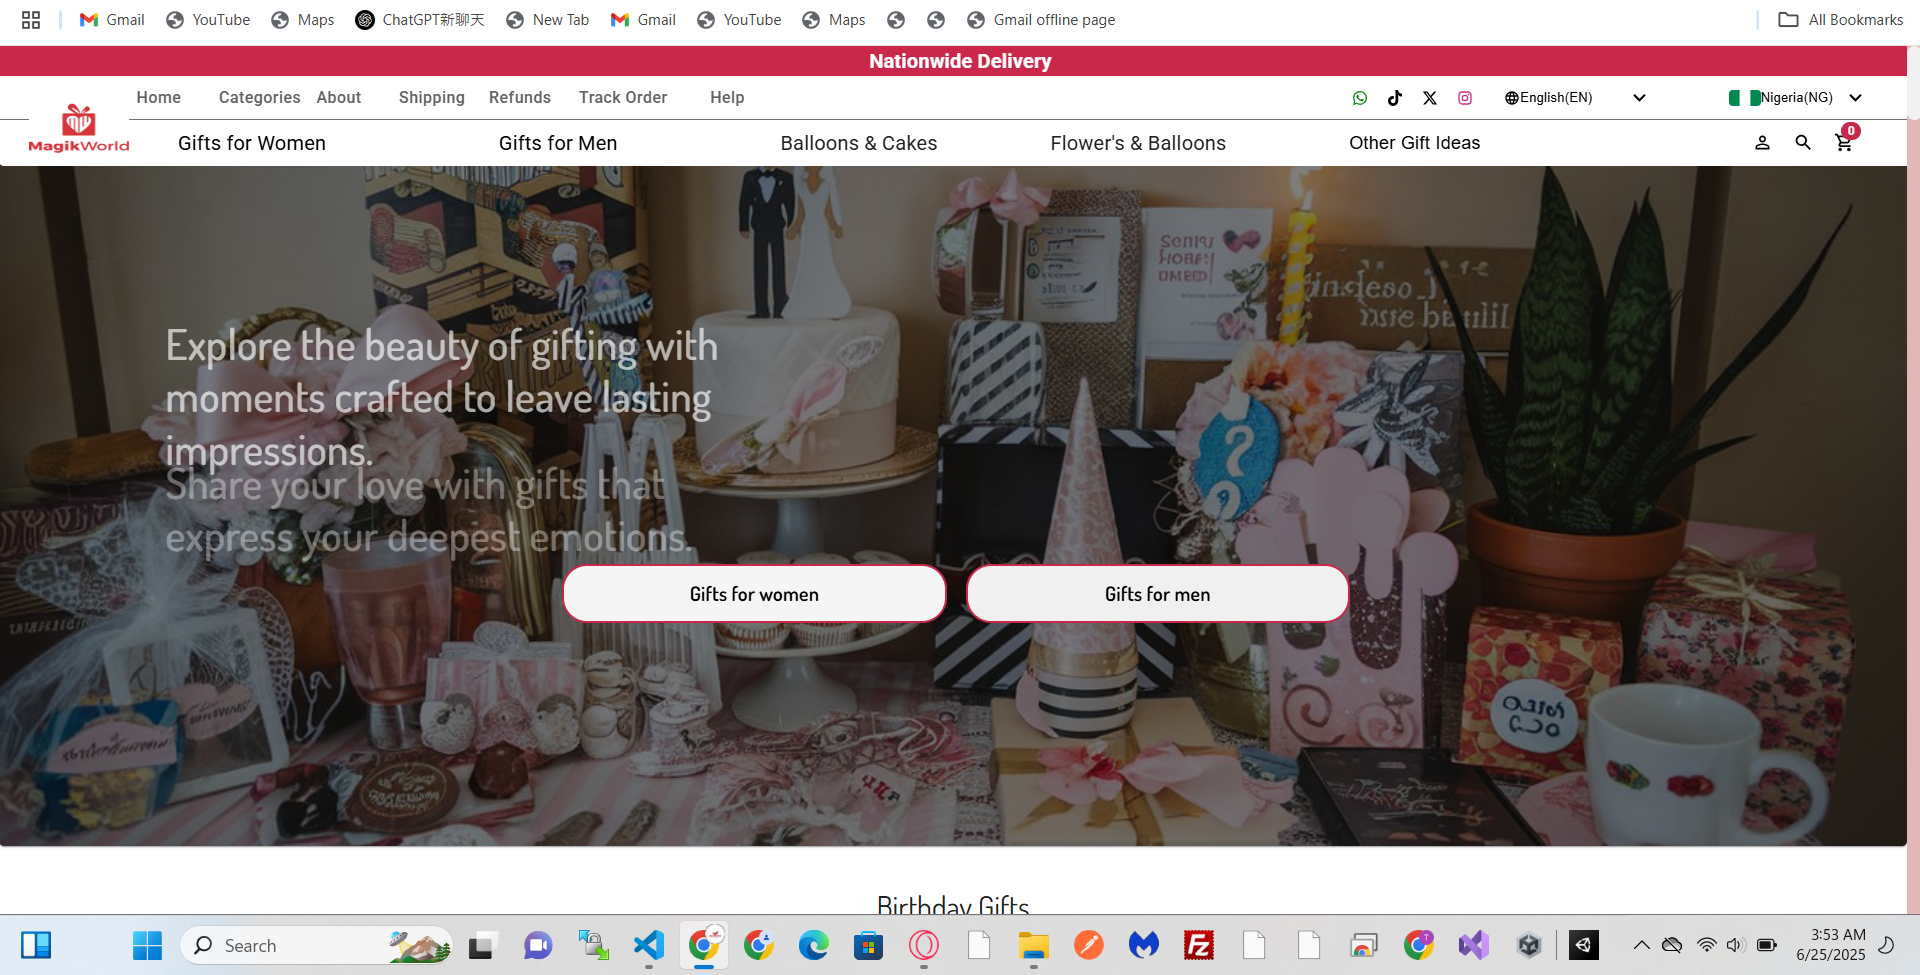 Gmail YouTube Maps ChatGPT新聊天 New Tab Gmail YouTube Maps Gmail offline page All Bookmarks
Nationwide Delivery
Home Categories About Shipping Refunds Track Order Help English(EN) Nigeria(NG)
MW
MagikWorld
Gifts for Women Gifts for Men Balloons & Cakes Flower's & Balloons Other Gift Ideas 0
Explore the beauty of gifting with
moments crafted to leave lasting
impressions.
Share your love with gifts that
express your deepest emotions.
Gifts for women Gifts for men
Birthday Gifts
Search
3:53 AM
6/25/2025